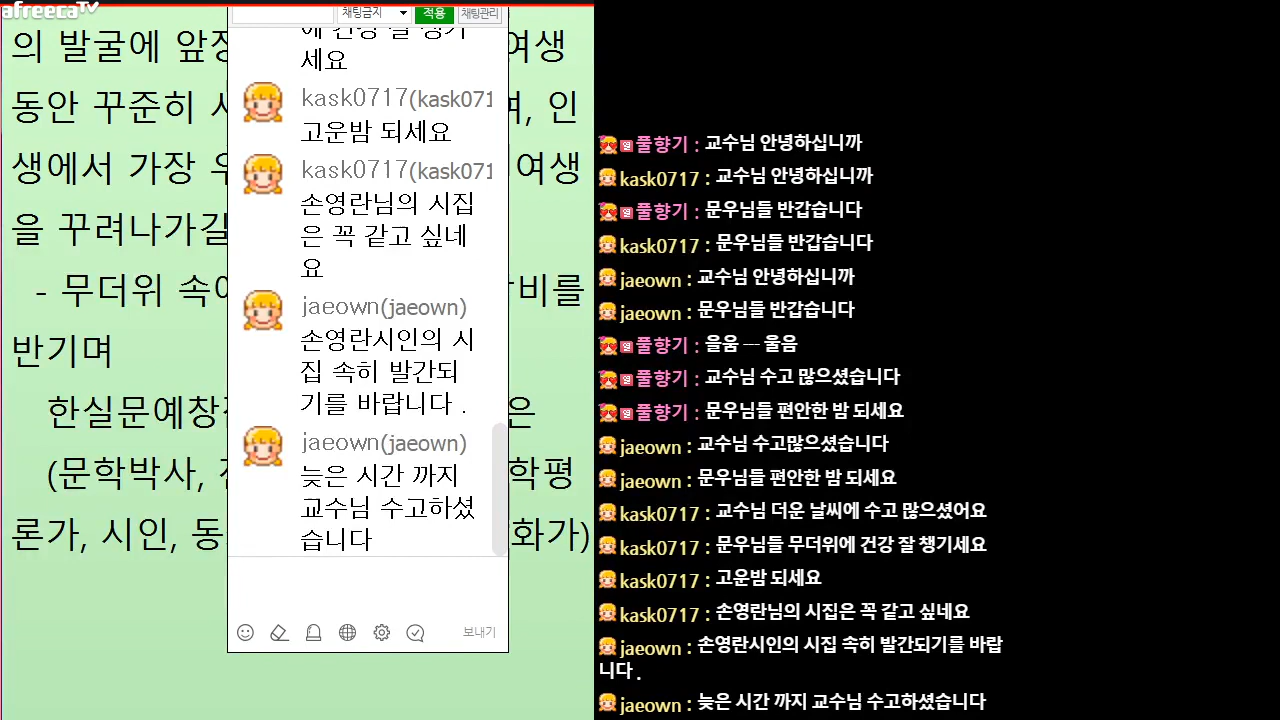 afreecaTV
채팅금지
적용
채팅관리
의 발굴에 앞
여생
동안 꾸준히
며, 인
생에서 가장
여생
을 꾸려나가길
- 무더위 속에
비를
반기며
한실문예창
은
(문학박사,
학평
론가, 시인, 동
화가)
에 건강 잘 챙기
세요
kask0717(kask071
고운밤 되세요
kask0717(kask071
손영란님의 시집
은 꼭 같고 싶네
요
jaeown(jaeown)
손영란시인의 시
집 속히 발간되
기를 바랍니다 .
jaeown(jaeown)
늦은 시간 까지
교수님 수고하셨
습니다
보내기
풀향기 : 교수님 안녕하십니까
kask0717 : 교수님 안녕하십니까
풀향기 : 문우님들 반갑습니다
kask0717 : 문우님들 반갑습니다
jaeown : 교수님 안녕하십니까
jaeown : 문우님들 반갑습니다
풀향기 : 을움 ㅡ 울음
풀향기 : 교수님 수고 많으셨습니다
풀향기 : 문우님들 편안한 밤 되세요
jaeown : 교수님 수고많으셨습니다
jaeown : 문우님들 편안한 밤 되세요
kask0717 : 교수님 더운 날씨에 수고 많으셨어요
kask0717 : 문우님들 무더위에 건강 잘 챙기세요
kask0717 : 고운밤 되세요
kask0717 : 손영란님의 시집은 꼭 같고 싶네요
jaeown : 손영란시인의 시집 속히 발간되기를 바랍
니다 .
jaeown : 늦은 시간 까지 교수님 수고하셨습니다